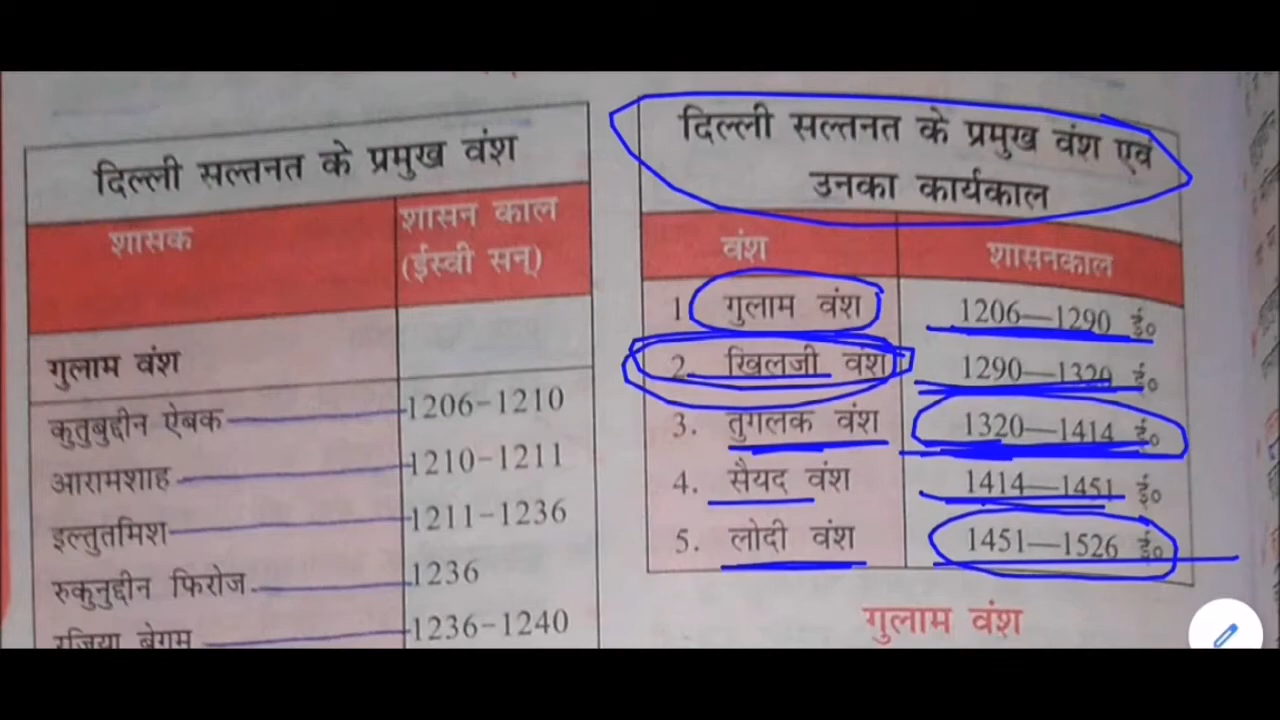 दिल्ली सल्तनत के प्रमुख वंश
शासक
शासन काल
(ईस्वी सन्)
गुलाम वंश
कुतुबुद्दीन ऐबक 1206-1210
आरामशाह 1210-1211
इल्तुतमिश 1211-1236
रुकुनुद्दीन फिरोज 1236
रजिया बेगम 1236-1240
दिल्ली सल्तनत के प्रमुख वंश एवं
उनका कार्यकाल
वंश शासनकाल
1. गुलाम वंश 1206—1290 ई०
2. खिलजी वंश 1290—1320 ई०
3. तुगलक वंश 1320—1414 ई०
4. सैयद वंश 1414—1451 ई०
5. लोदी वंश 1451—1526 ई०
गुलाम वंश